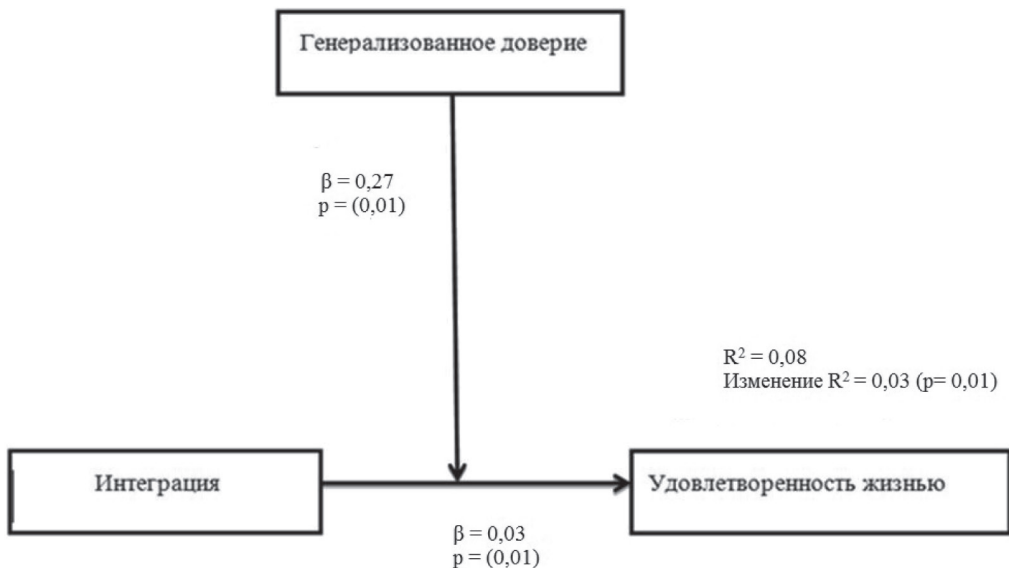 Генерализованное доверие
β = 0,27
p = (0,01)
R² = 0,08
Изменение R² = 0,03 (p= 0,01)
Интеграция
Удовлетворенность жизнью
β = 0,03
p = (0,01)